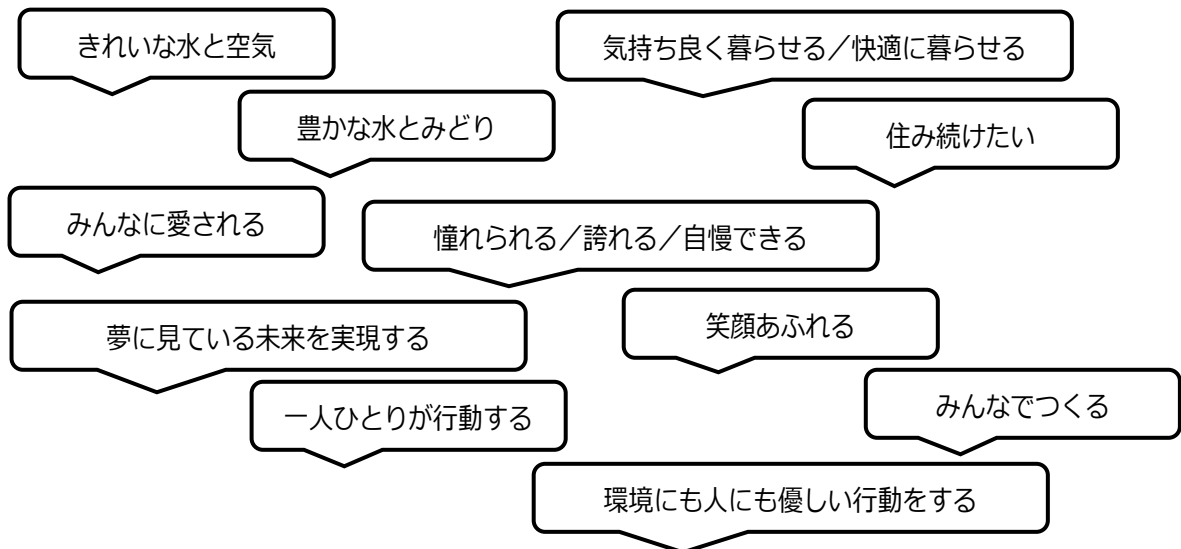 きれいな水と空気
気持ち良く暮らせる／快適に暮らせる
豊かな水とみどり
住み続けたい
みんなに愛される
憧れられる／誇れる／自慢できる
夢に見ている未来を実現する
笑顔あふれる
一人ひとりが行動する
みんなでつくる
環境にも人にも優しい行動をする